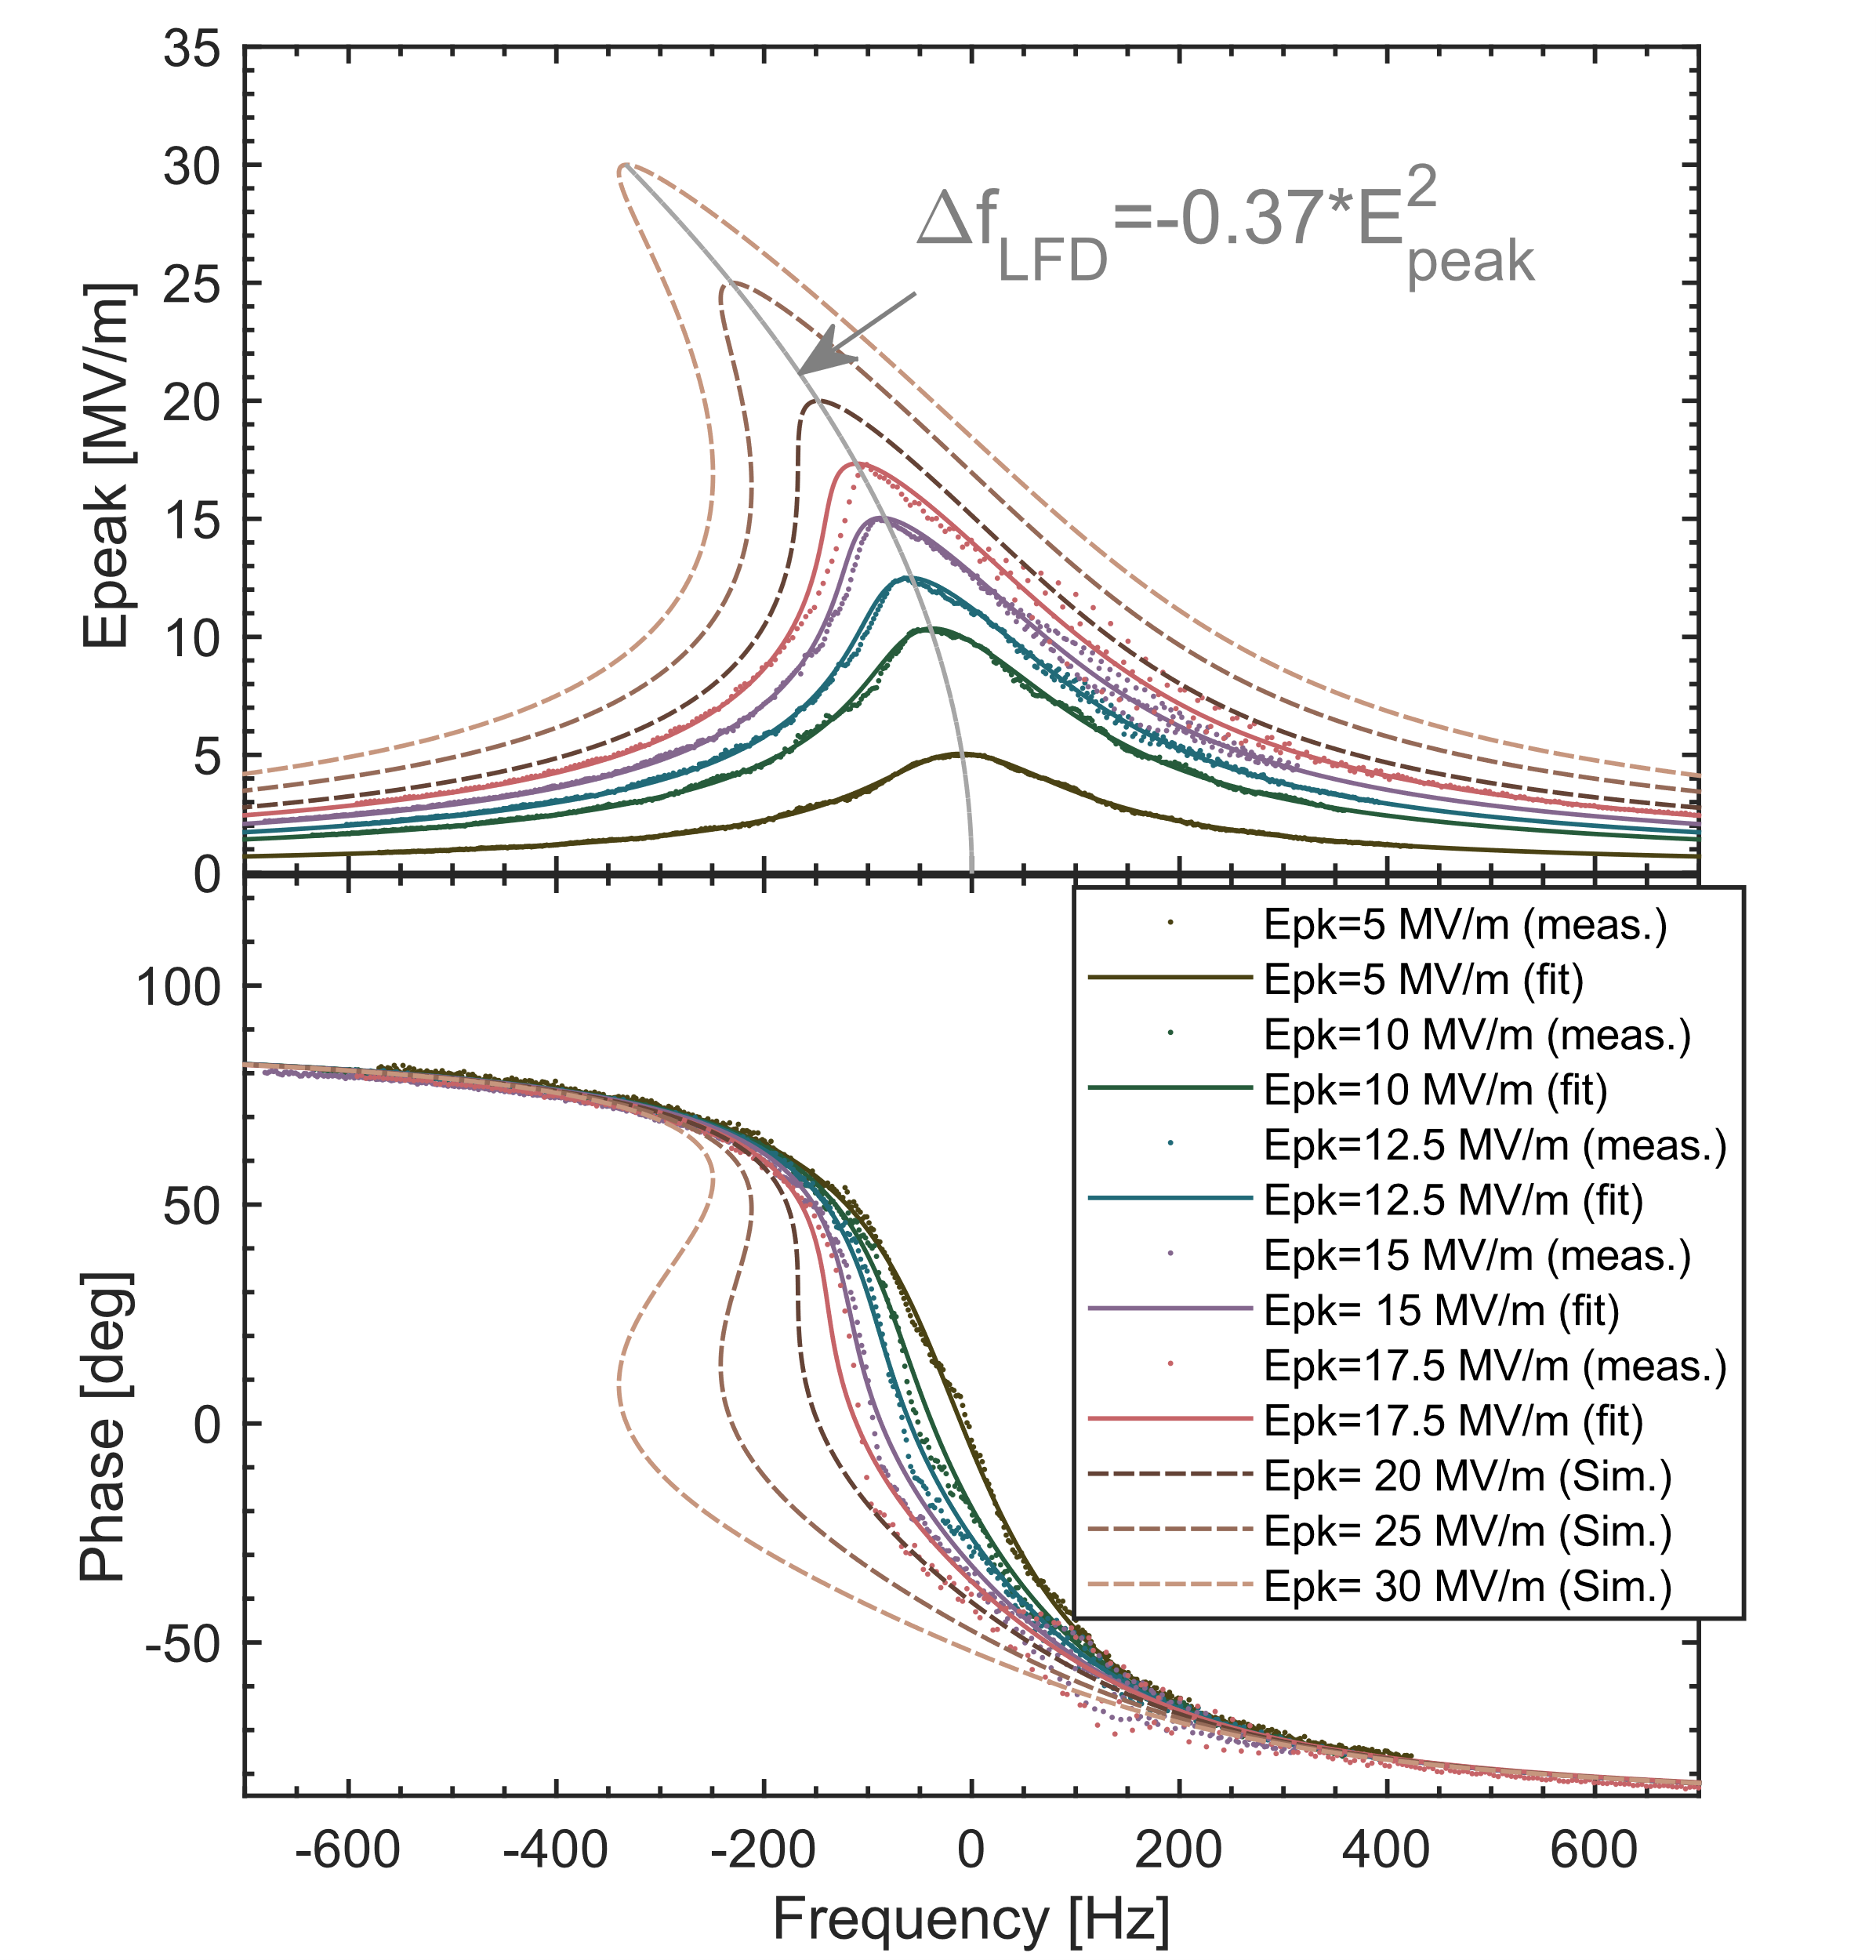 35
30
25
20
15
10
5
0
Epeak [MV/m]
ΔfLFD=-0.37*E2peak
100
50
0
-50
Phase [deg]
Epk=5 MV/m (meas.)
Epk=5 MV/m (fit)
Epk=10 MV/m (meas.)
Epk=10 MV/m (fit)
Epk=12.5 MV/m (meas.)
Epk=12.5 MV/m (fit)
Epk=15 MV/m (meas.)
Epk= 15 MV/m (fit)
Epk=17.5 MV/m (meas.)
Epk=17.5 MV/m (fit)
Epk= 20 MV/m (Sim.)
Epk= 25 MV/m (Sim.)
Epk= 30 MV/m (Sim.)
-600 -400 -200 0 200 400 600
Frequency [Hz]